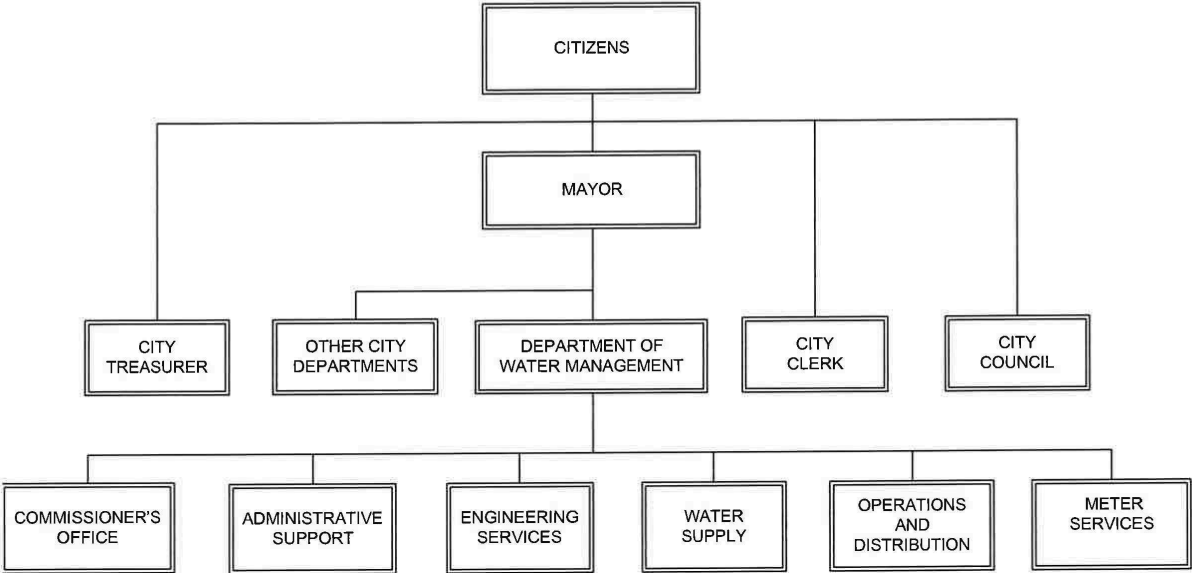 CITIZENS
MAYOR
CITY
TREASURER
OTHER CITY
DEPARTMENTS
DEPARTMENT OF
WATER MANAGEMENT
CITY
CLERK
CITY
COUNCIL
COMMISSIONER'S
OFFICE
ADMINISTRATIVE
SUPPORT
ENGINEERING
SERVICES
WATER
SUPPLY
OPERATIONS
AND
DISTRIBUTION
METER
SERVICES